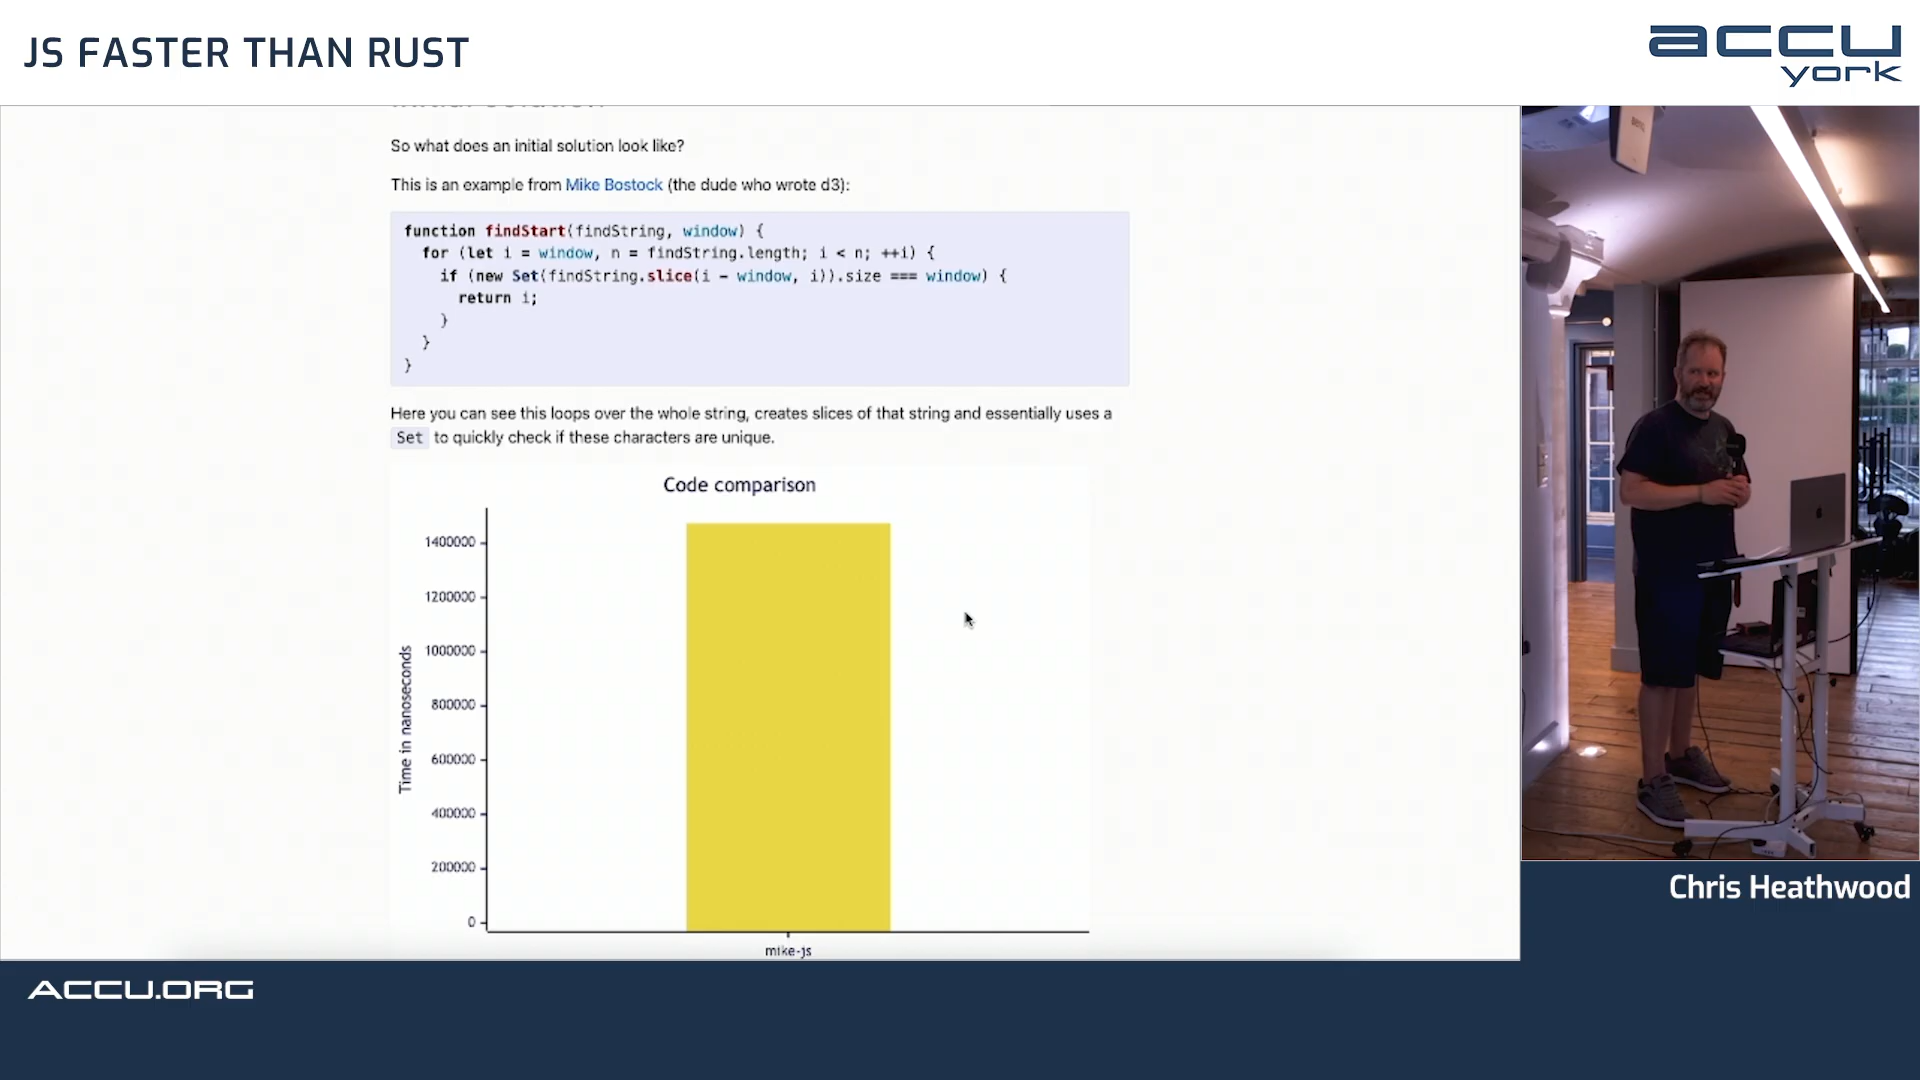 JS FASTER THAN RUST
accu
york
So what does an initial solution look like?
This is an example from Mike Bostock (the dude who wrote d3):
function findStart(findString, window) {
  for (let i = window, n = findString.length; i < n; ++i) {
    if (new Set(findString.slice(i - window, i)).size === window) {
      return i;
    }
  }
}
Here you can see this loops over the whole string, creates slices of that string and essentially uses a
Set to quickly check if these characters are unique.
Code comparison
Time in nanoseconds
1400000
1200000
1000000
800000
600000
400000
200000
0
mike-js
Chris Heathwood
ACCU.ORG